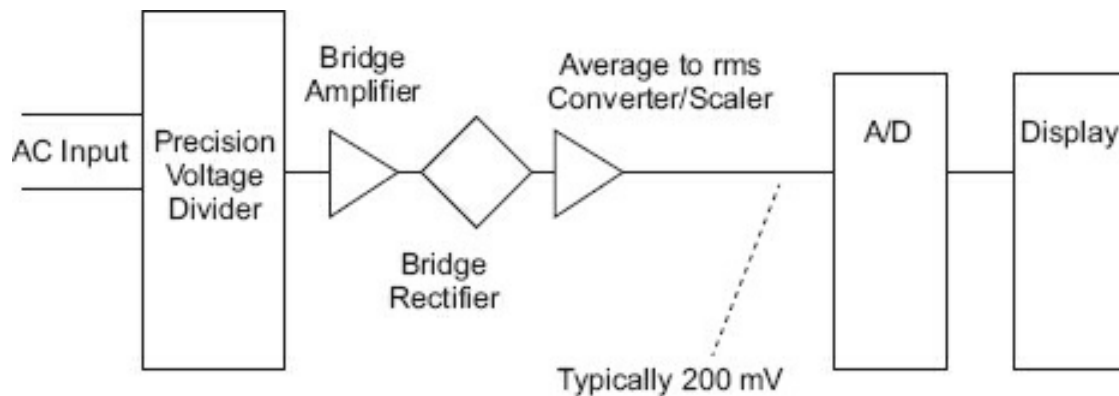 AC Input
Precision
Voltage
Divider
Bridge
Amplifier
Bridge
Rectifier
Average to rms
Converter/Scaler
Typically 200 mV
A/D
Display